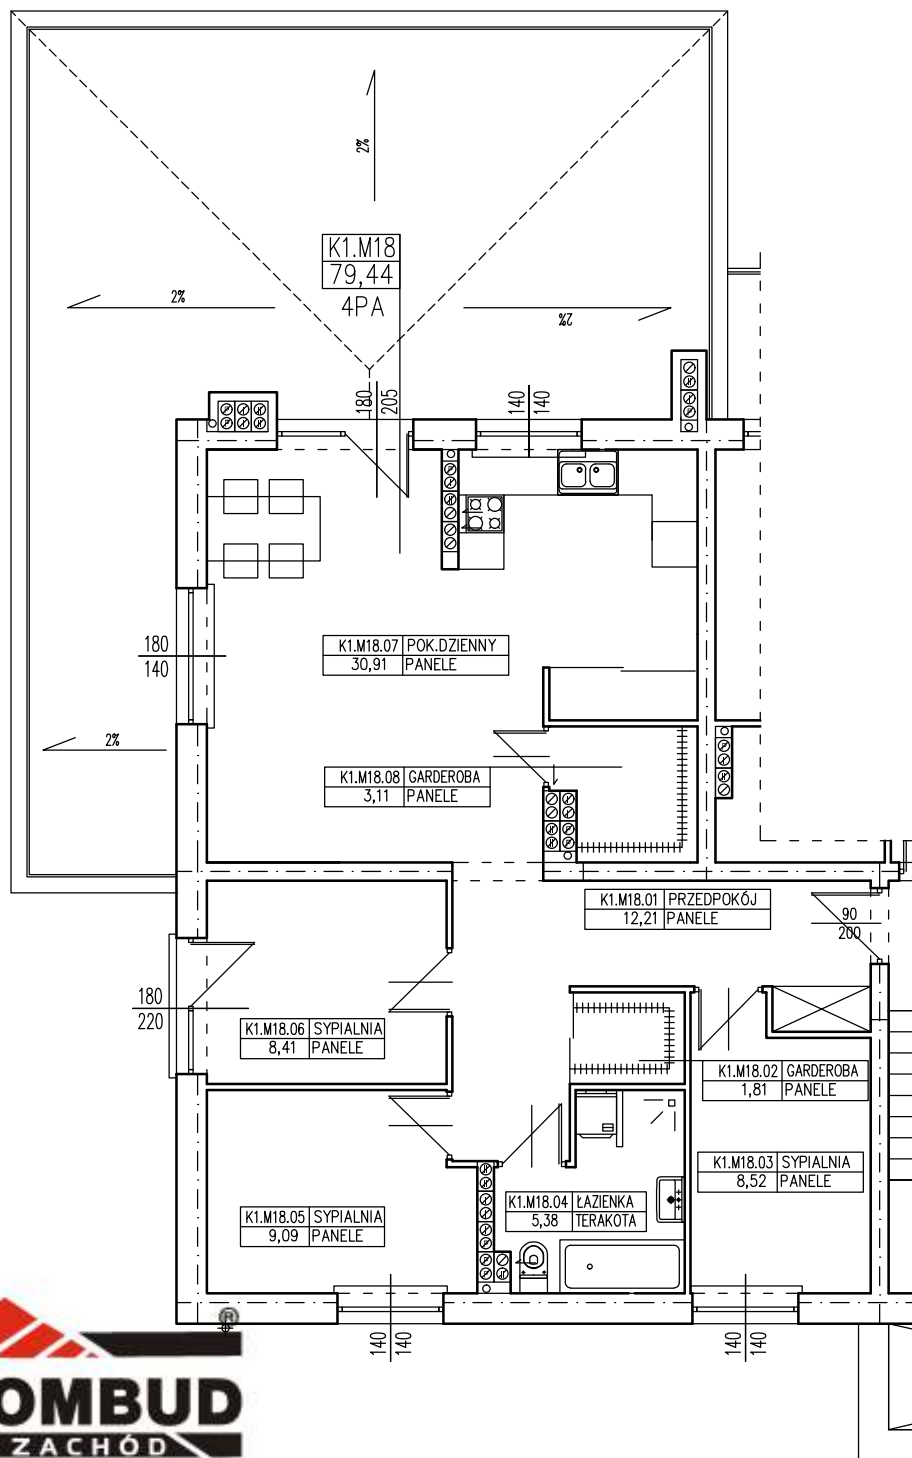 2%
K1.M18
79,44
4PA
2%
2%
180
205
140
140
180
140
K1.M18.07 POK.DZIENNY
30,91 PANELE
2%
K1.M18.08 GARDEROBA
3,11 PANELE
K1.M18.01 PRZEDPOKÓJ
12,21 PANELE
90
200
180
220
K1.M18.06 SYPIALNIA
8,41 PANELE
K1.M18.02 GARDEROBA
1,81 PANELE
K1.M18.03 SYPIALNIA
8,52 PANELE
K1.M18.05 SYPIALNIA
9,09 PANELE
K1.M18.04 ŁAZIENKA
5,38 TERAKOTA
140
140
140
140
®
OMBUD
ZACHÓD